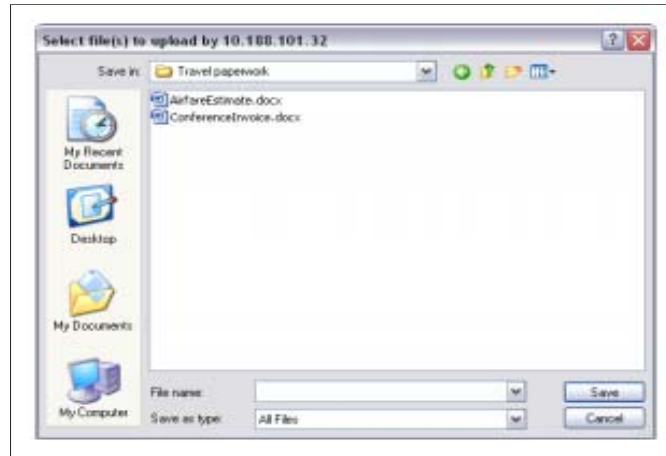 Select file(s) to upload by 10.188.101.32
Save in: Travel paperwork
AirfareEstimate.docx
ConferenceInvoice.docx
My Recent
Documents
Desktop
My Documents
My Computer
File name:
Save
Save as type: All Files
Cancel